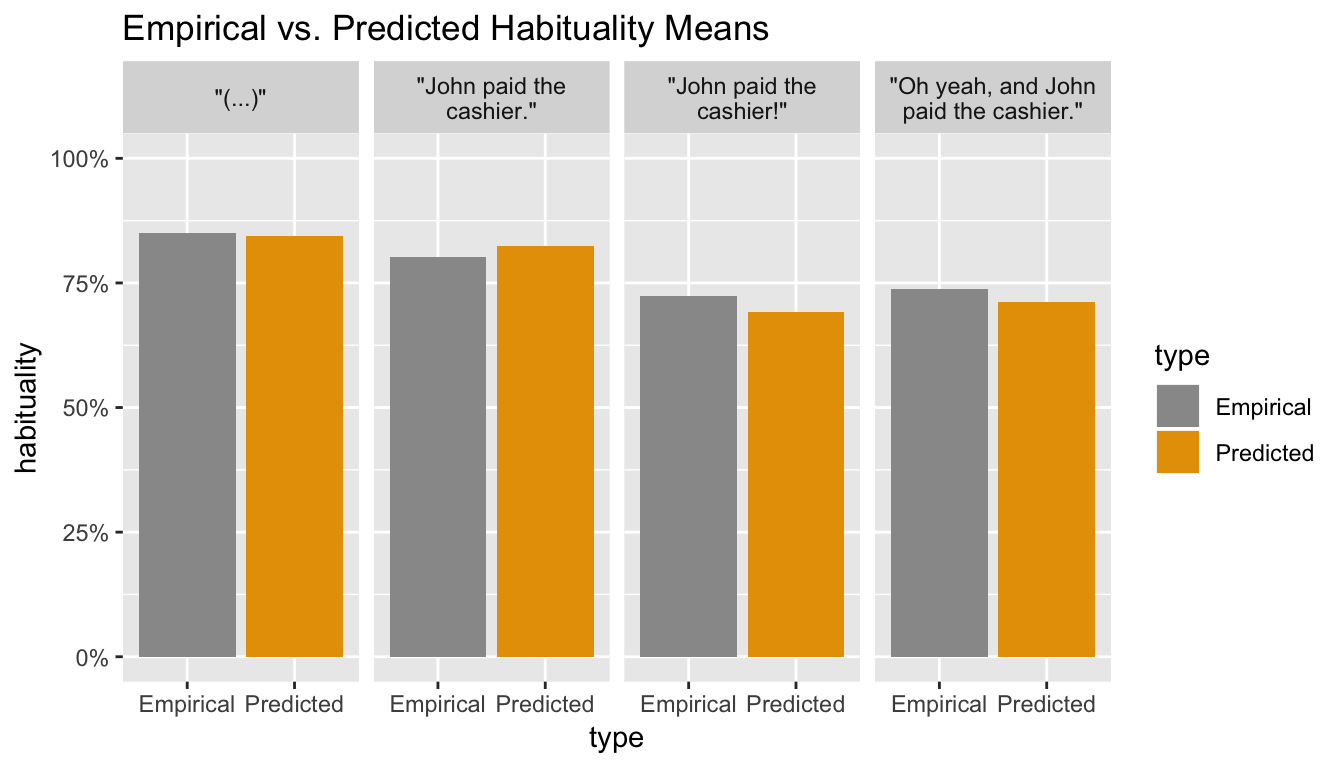 Empirical vs. Predicted Habituality Means
"(...)"
"John paid the
cashier."
"John paid the
cashier!"
"Oh yeah, and John
paid the cashier."
100%
75%
50%
25%
0%
habituality
Empirical Predicted
Empirical Predicted
Empirical Predicted
Empirical Predicted
type
type
Empirical
Predicted